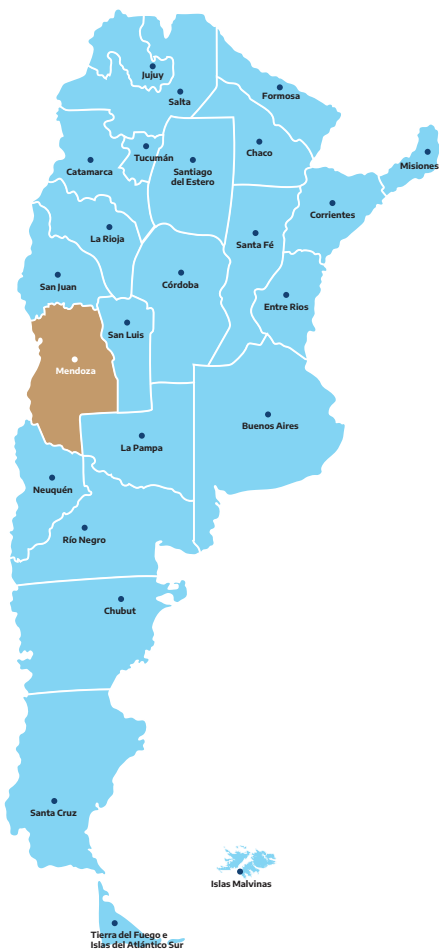 Jujuy
Salta
Formosa
Chaco
Tucumán
Misiones
Catamarca
Santiago
del Estero
Corrientes
La Rioja
Santa Fé
San Juan
Córdoba
Entre Rios
San Luis
Mendoza
Buenos Aires
La Pampa
Neuquén
Río Negro
Chubut
Santa Cruz
Islas Malvinas
Tierra del Fuego e
Islas del Atlántico Sur